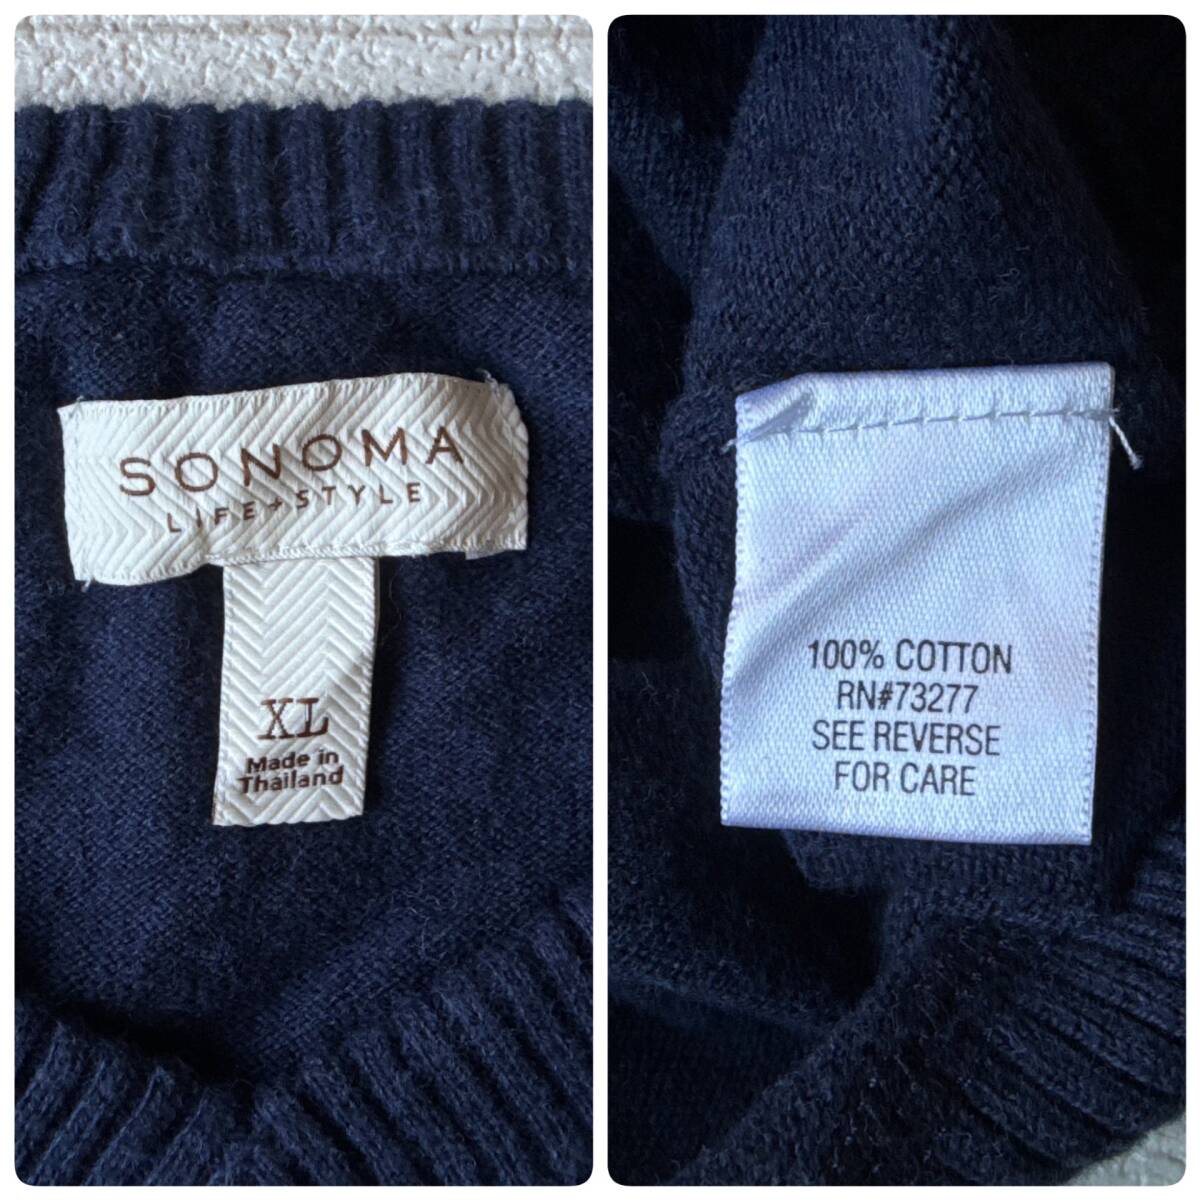 SONOMA
LIFE+STYLE
XL
Made in
Thailand
100% COTTON
RN#73277
SEE REVERSE
FOR CARE